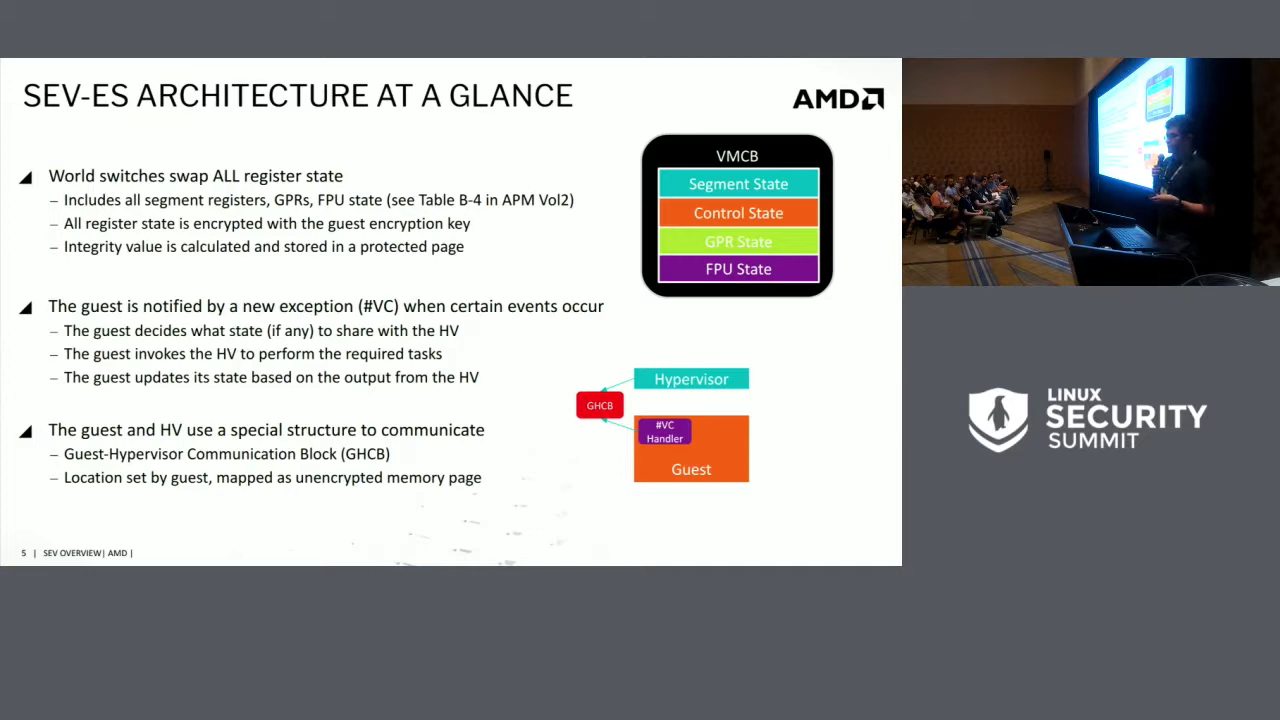 SEV-ES ARCHITECTURE AT A GLANCE
AMD
World switches swap ALL register state
– Includes all segment registers, GPRs, FPU state (see Table B-4 in APM Vol2)
– All register state is encrypted with the guest encryption key
– Integrity value is calculated and stored in a protected page
The guest is notified by a new exception (#VC) when certain events occur
– The guest decides what state (if any) to share with the HV
– The guest invokes the HV to perform the required tasks
– The guest updates its state based on the output from the HV
The guest and HV use a special structure to communicate
– Guest-Hypervisor Communication Block (GHCB)
– Location set by guest, mapped as unencrypted memory page
VMCB
Segment State
Control State
GPR State
FPU State
Hypervisor
GHCB
#VC
Handler
Guest
5 | SEV OVERVIEW| AMD |
LINUX
SECURITY
SUMMIT